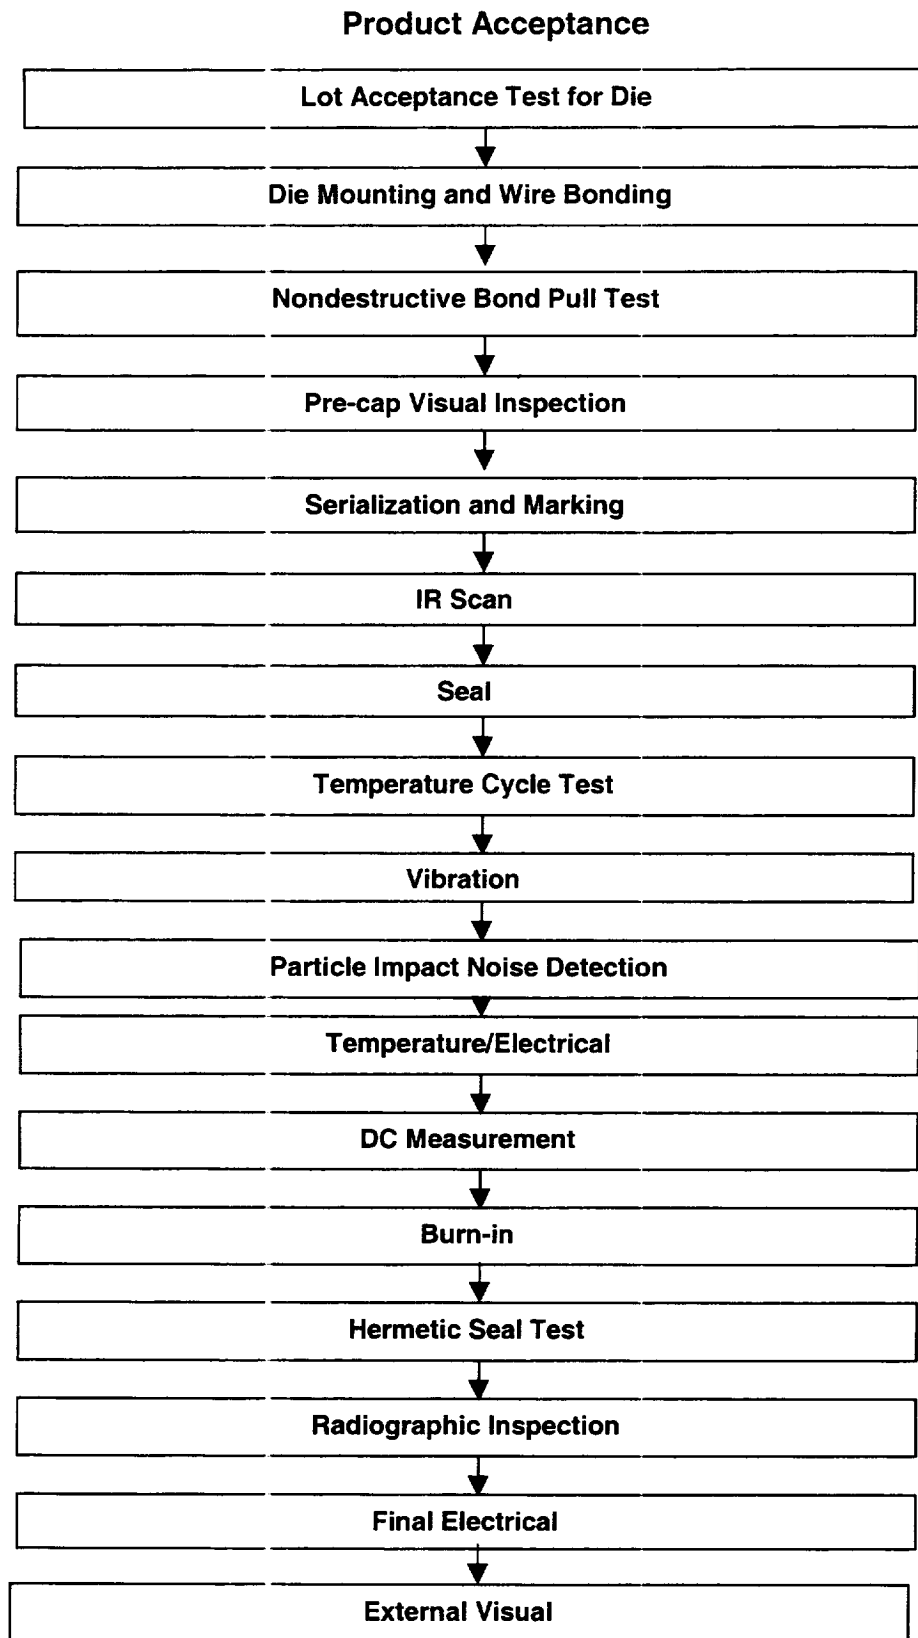 Product Acceptance
Lot Acceptance Test for Die
Die Mounting and Wire Bonding
Nondestructive Bond Pull Test
Pre-cap Visual Inspection
Serialization and Marking
IR Scan
Seal
Temperature Cycle Test
Vibration
Particle Impact Noise Detection
Temperature/Electrical
DC Measurement
Burn-in
Hermetic Seal Test
Radiographic Inspection
Final Electrical
External Visual